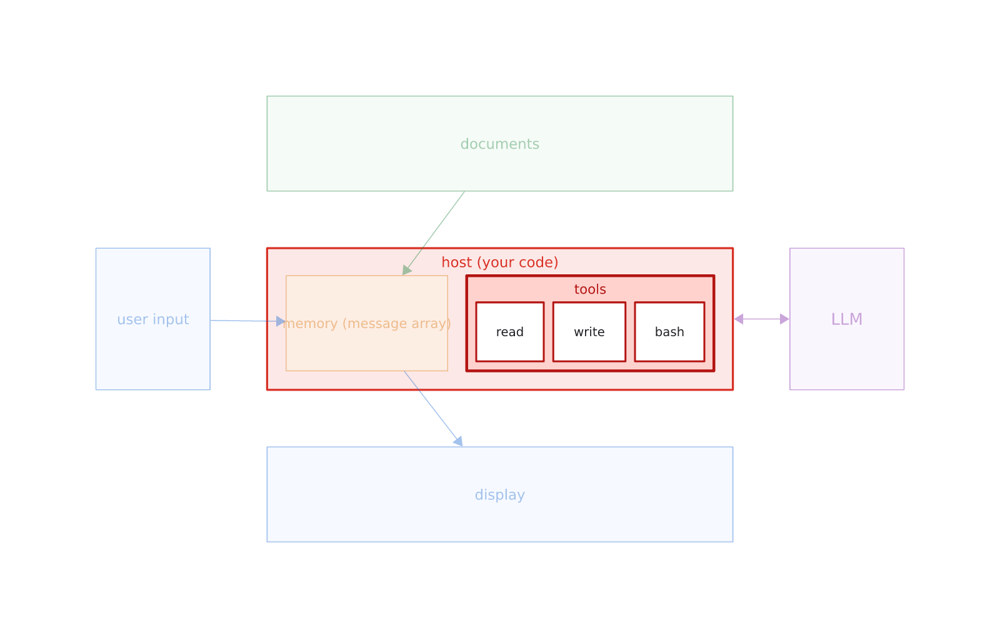 documents
host (your code)
tools
user input
memory (message array)
read
write
bash
LLM
display